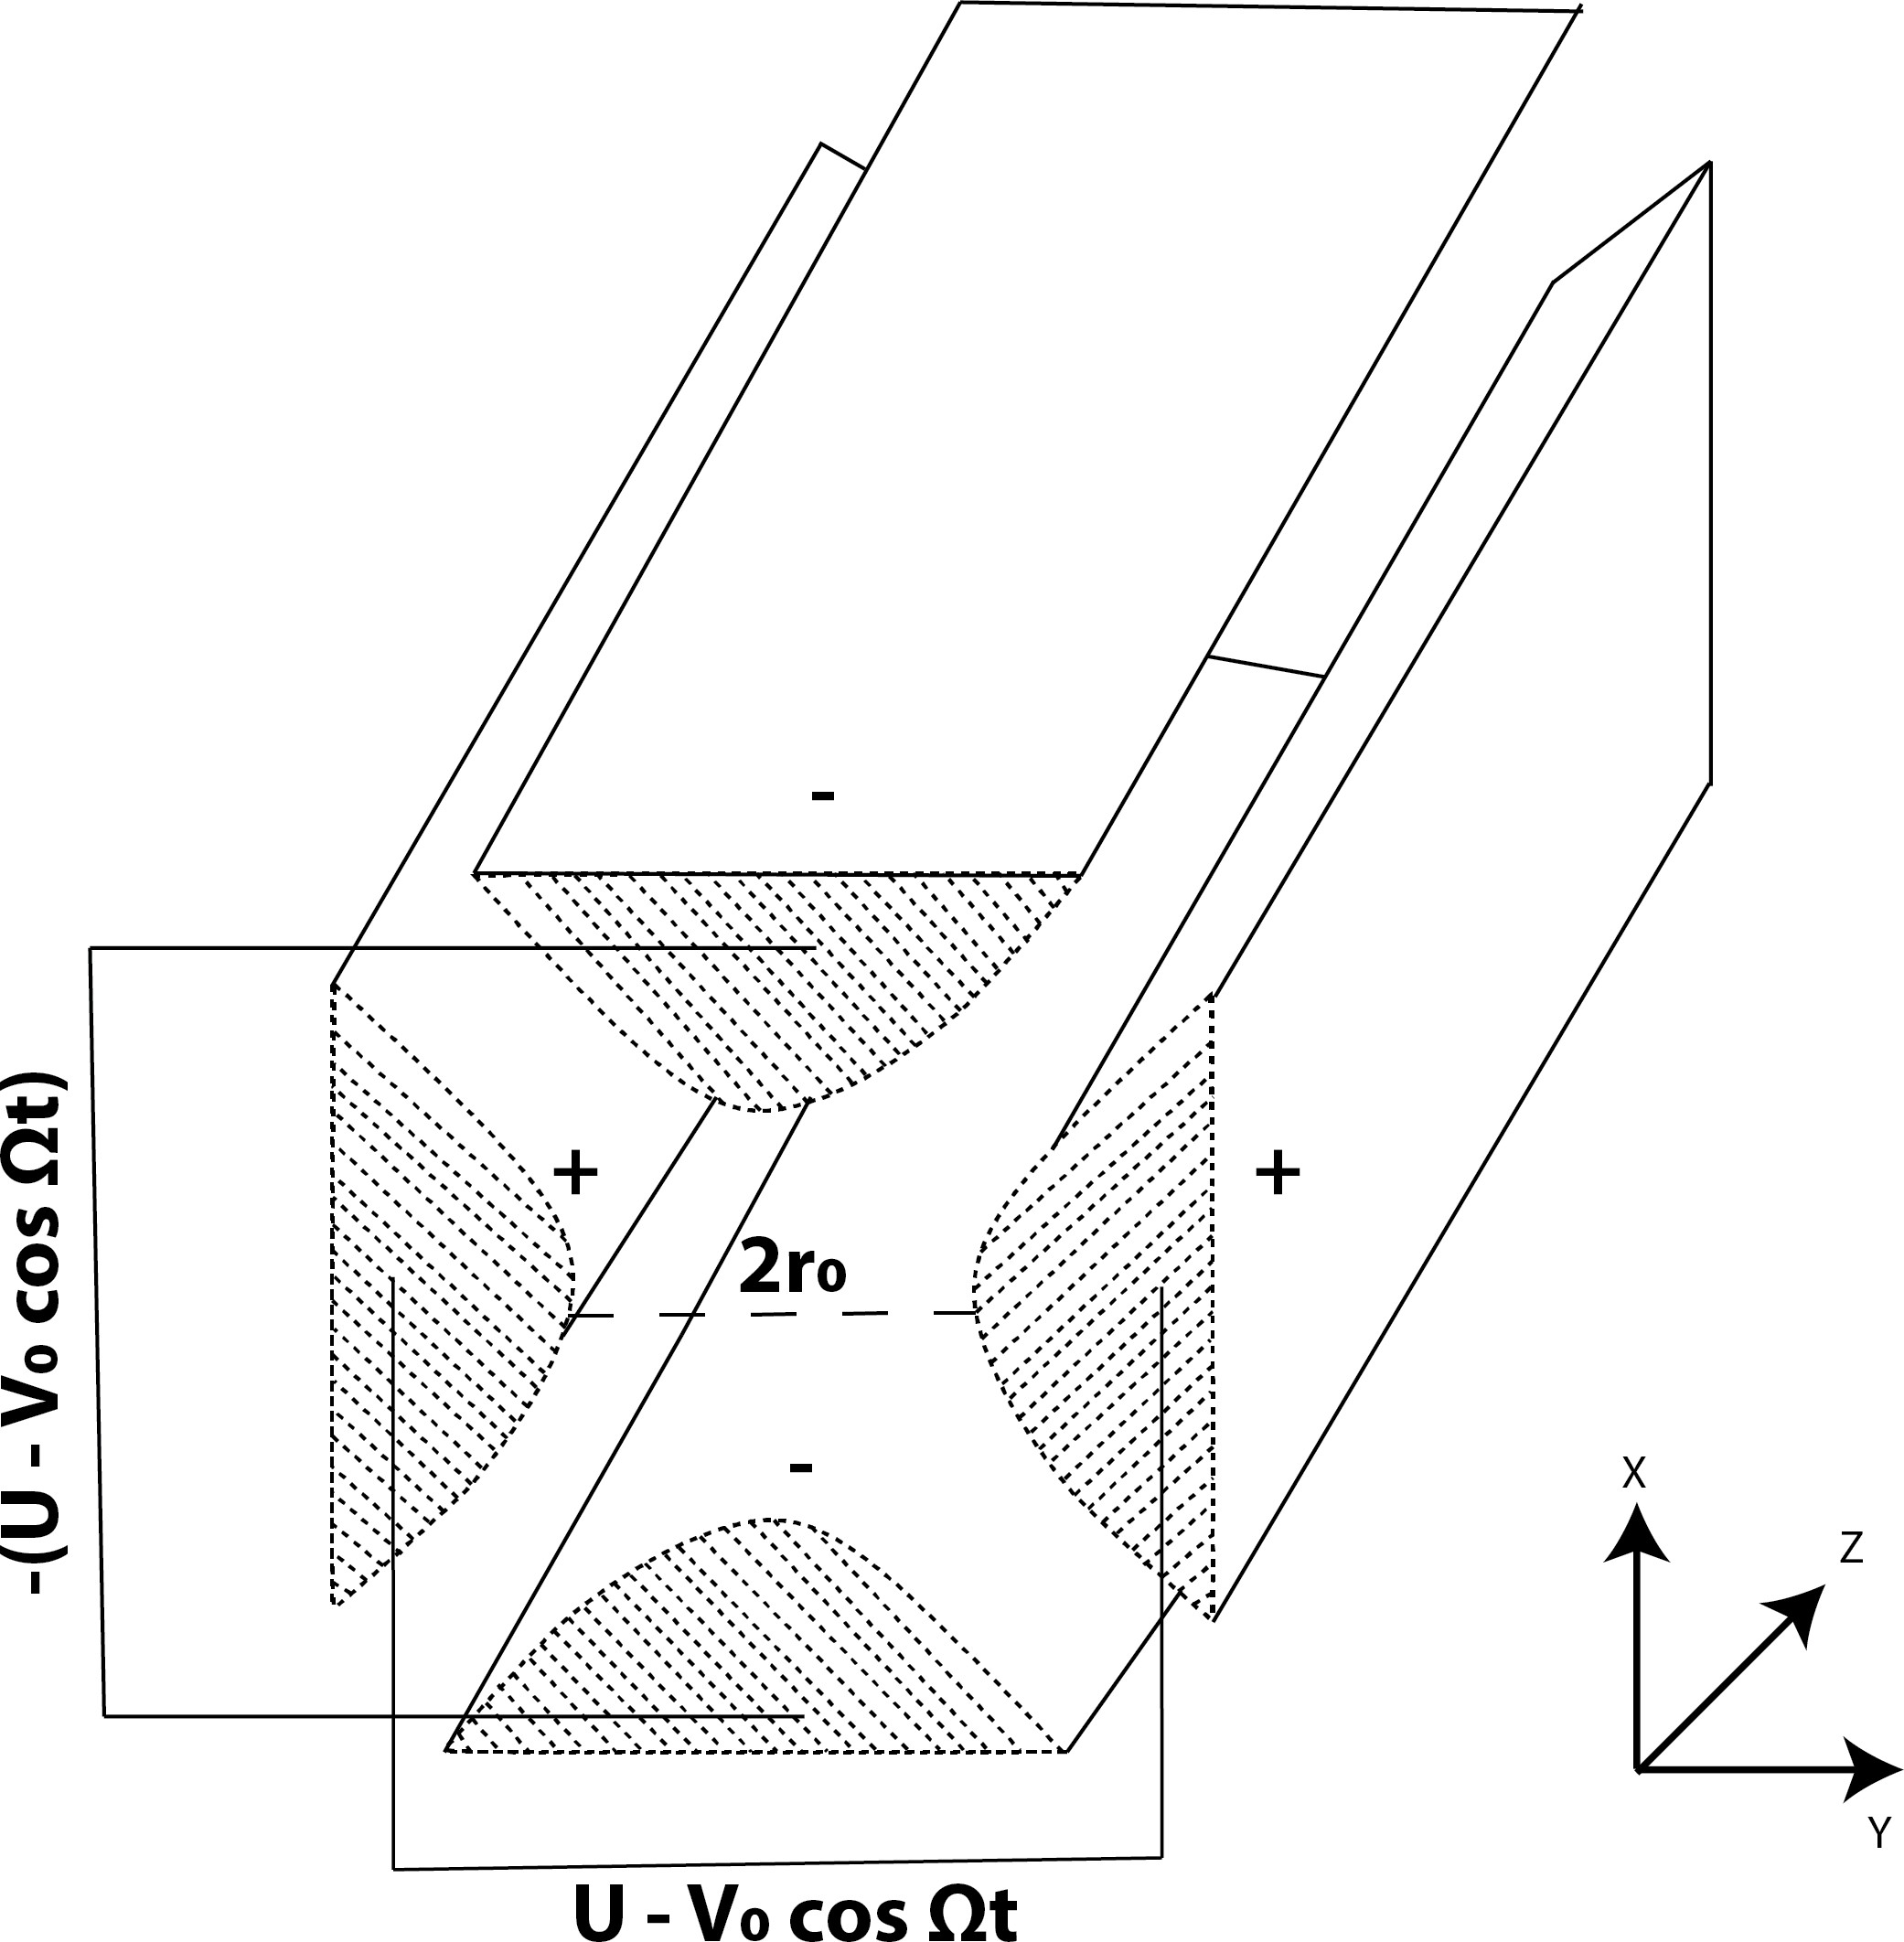 -
-(U - V₀ cos Ωt)
+
+
2r₀
-
X
Z
Y
U - V₀ cos Ωt